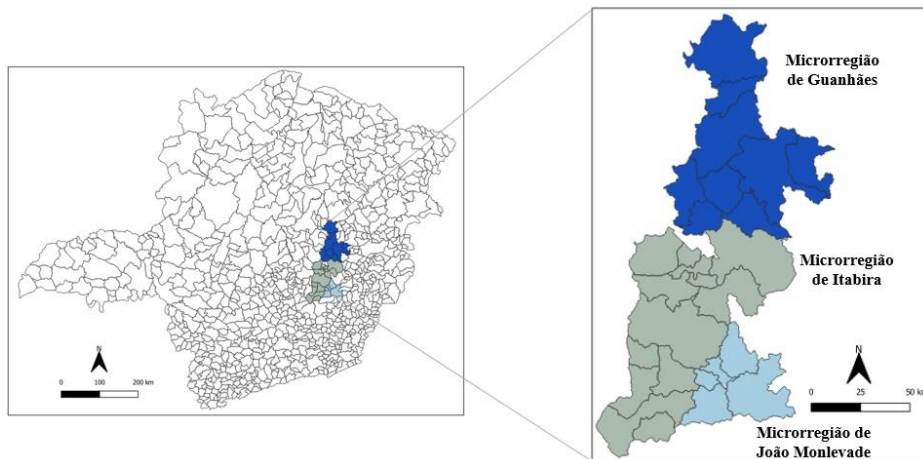 Microrregião
de Guanhães
Microrregião
de Itabira
N
0 100 200 km
N
0 25 50 km
Microrregião de
João Monlevade